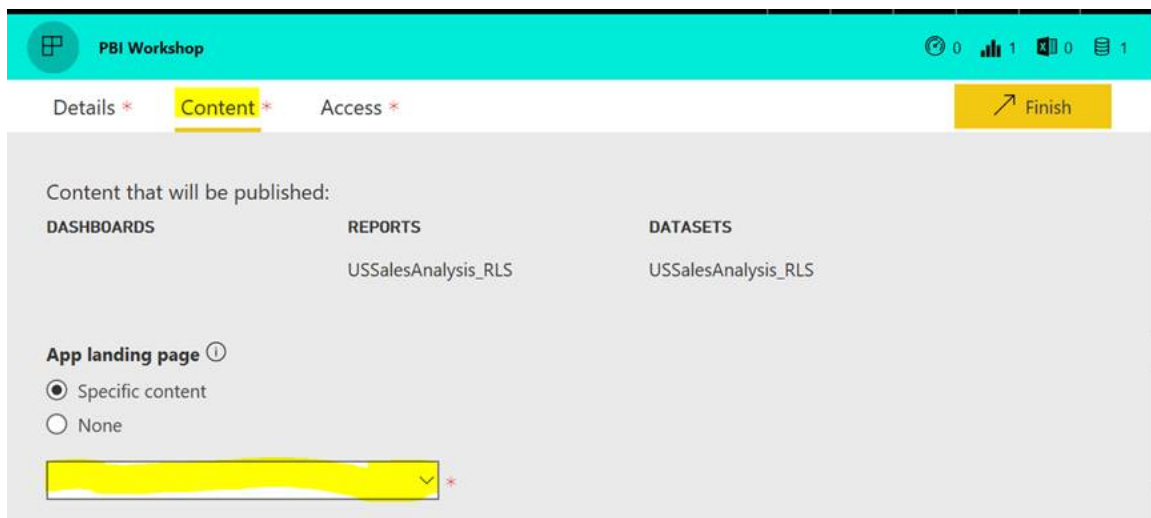 PBI Workshop 0 1 0 1
Details * Content * Access * Finish
Content that will be published:
DASHBOARDS REPORTS DATASETS
USSalesAnalysis_RLS USSalesAnalysis_RLS
App landing page
Specific content
None
*